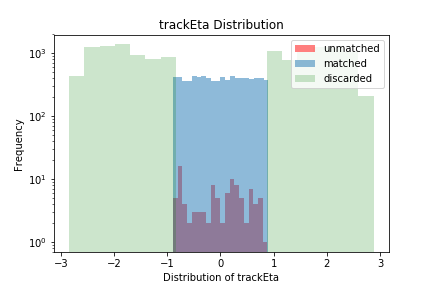 trackEta Distribution
unmatched
matched
discarded
Frequency
10³
10²
10¹
10⁰
−3 −2 −1 0 1 2 3
Distribution of trackEta